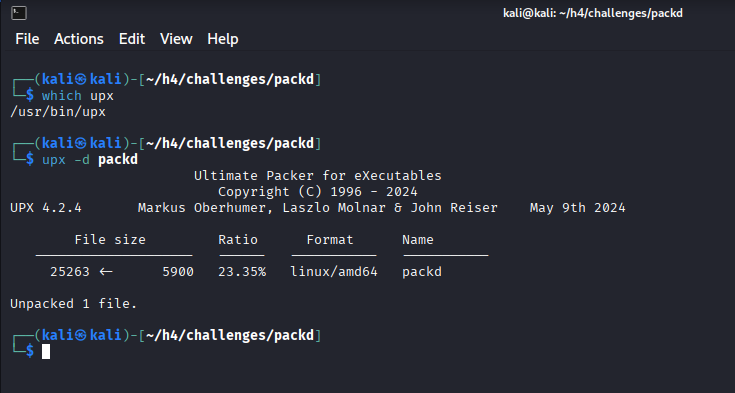 kali@kali: ~/h4/challenges/packd
File Actions Edit View Help
┌──(kali㉿kali)-[~/h4/challenges/packd]
└─$ which upx
/usr/bin/upx
┌──(kali㉿kali)-[~/h4/challenges/packd]
└─$ upx -d packd
Ultimate Packer for eXecutables
Copyright (C) 1996 - 2024
UPX 4.2.4 Markus Oberhumer, Laszlo Molnar & John Reiser May 9th 2024
File size Ratio Format Name
-------------------- ------ ----------- -----------
25263 <- 5900 23.35% linux/amd64 packd
Unpacked 1 file.
┌──(kali㉿kali)-[~/h4/challenges/packd]
└─$